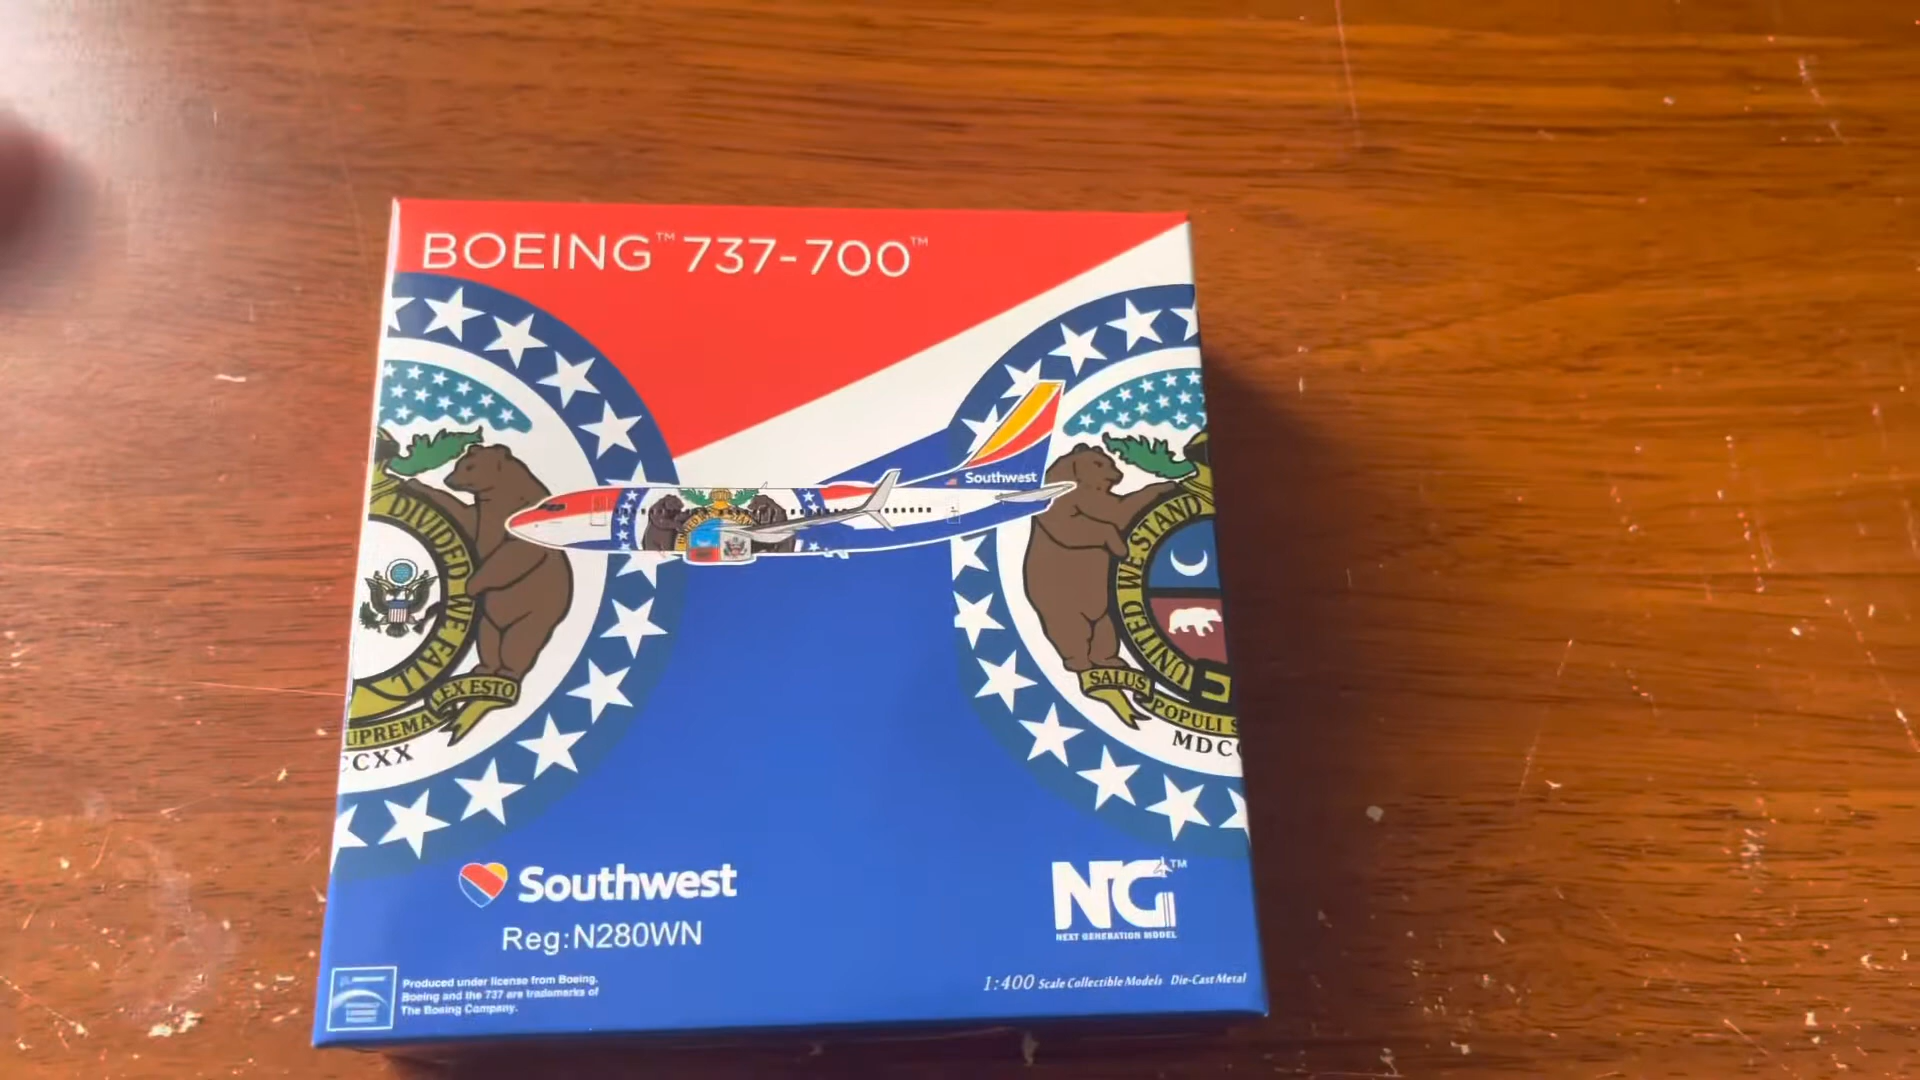 BOEING™ 737-700™
Southwest
DIVIDED WE FALL
UNITED WE STAND
LEX ESTO
UPREMA
CCXX
SALUS
POPULI S
MDCC
Southwest
Reg:N280WN
NG™
NEXT GENERATION MODEL
Produced under license from Boeing.
Boeing and the 737 are trademarks of
The Boeing Company.
1:400 Scale Collectible Models Die-Cast Metal